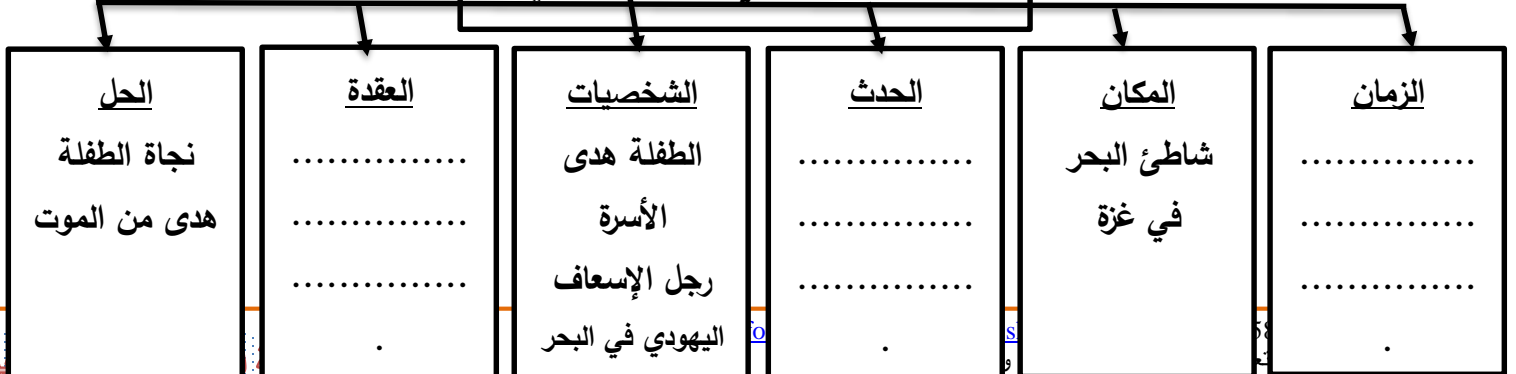 الزمان
...............
...............
...............
.
المكان
شاطئ البحر
في غزة
الحدث
...............
...............
...............
.
الشخصيات
الطفلة هدى
الأسرة
رجل الإسعاف
اليهودي في البحر
العقدة
...............
...............
...............
.
الحل
نجاة الطفلة
هدى من الموت